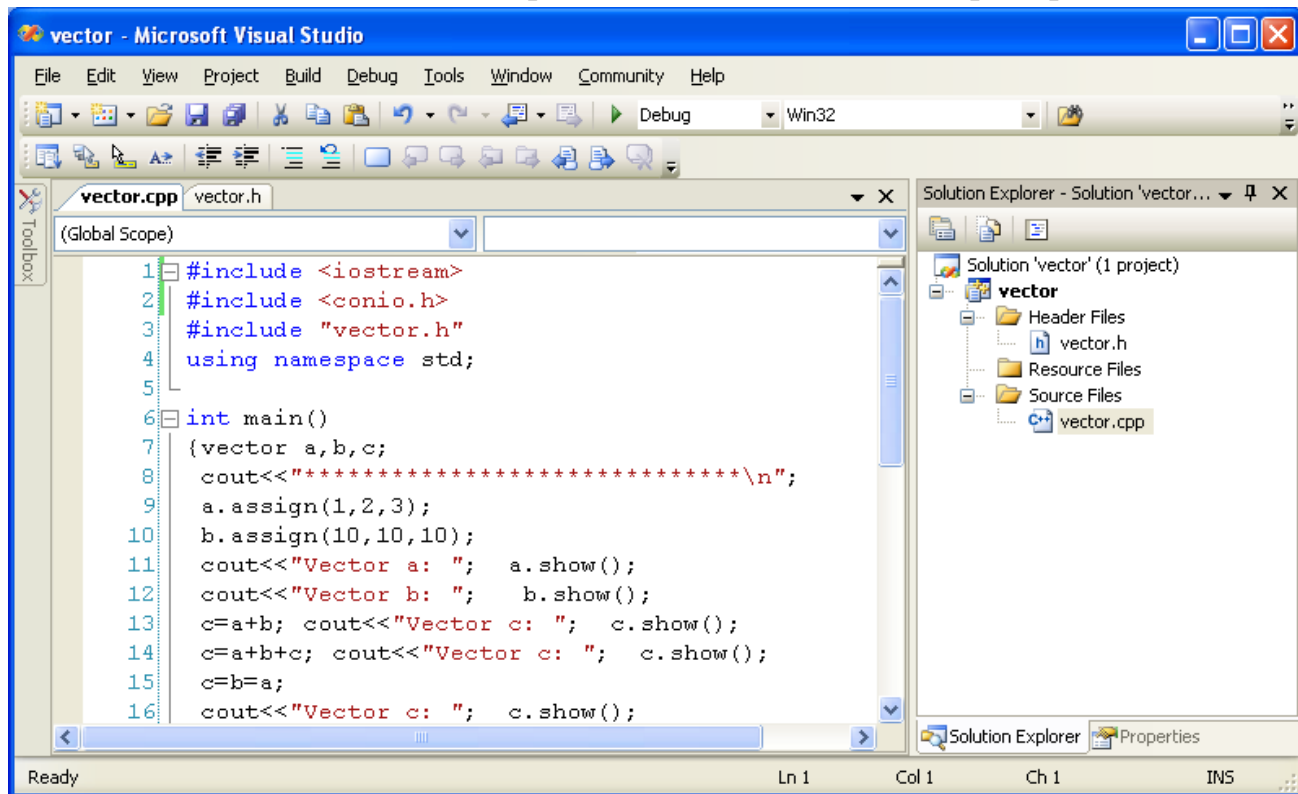 vector - Microsoft Visual Studio
File Edit View Project Build Debug Tools Window Community Help
Debug Win32
vector.cpp vector.h
Toolbox
(Global Scope)
1 #include <iostream>
2 #include <conio.h>
3 #include "vector.h"
4 using namespace std;
5
6 int main()
7 {vector a,b,c;
8 cout<<"******************************\n";
9 a.assign(1,2,3);
10 b.assign(10,10,10);
11 cout<<"Vector a: ";  a.show();
12 cout<<"Vector b: ";   b.show();
13 c=a+b; cout<<"Vector c: ";  c.show();
14 c=a+b+c; cout<<"Vector c: ";  c.show();
15 c=b=a;
16 cout<<"Vector c: ";  c.show();
Solution Explorer - Solution 'vector...
Solution 'vector' (1 project)
vector
Header Files
vector.h
Resource Files
Source Files
vector.cpp
Solution Explorer Properties
Ready Ln 1 Col 1 Ch 1 INS